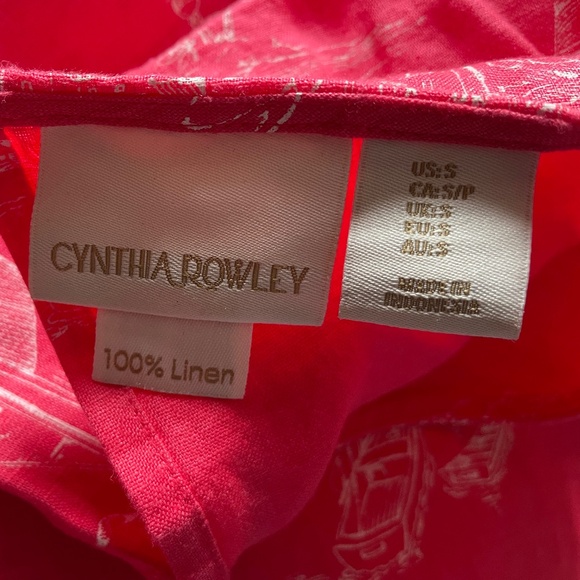 CYNTHIA ROWLEY
100% Linen
US:S
CA:S/P
UK:S
EU:S
AU:S
MADE IN
INDONESIA